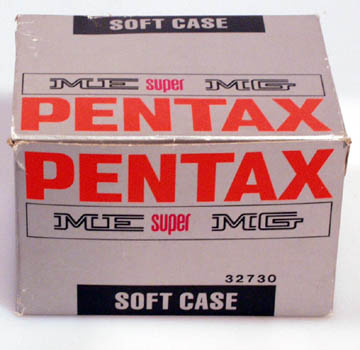 SOFT CASE
ME super MG
PENTAX
PENTAX
ME super MG
32730
SOFT CASE